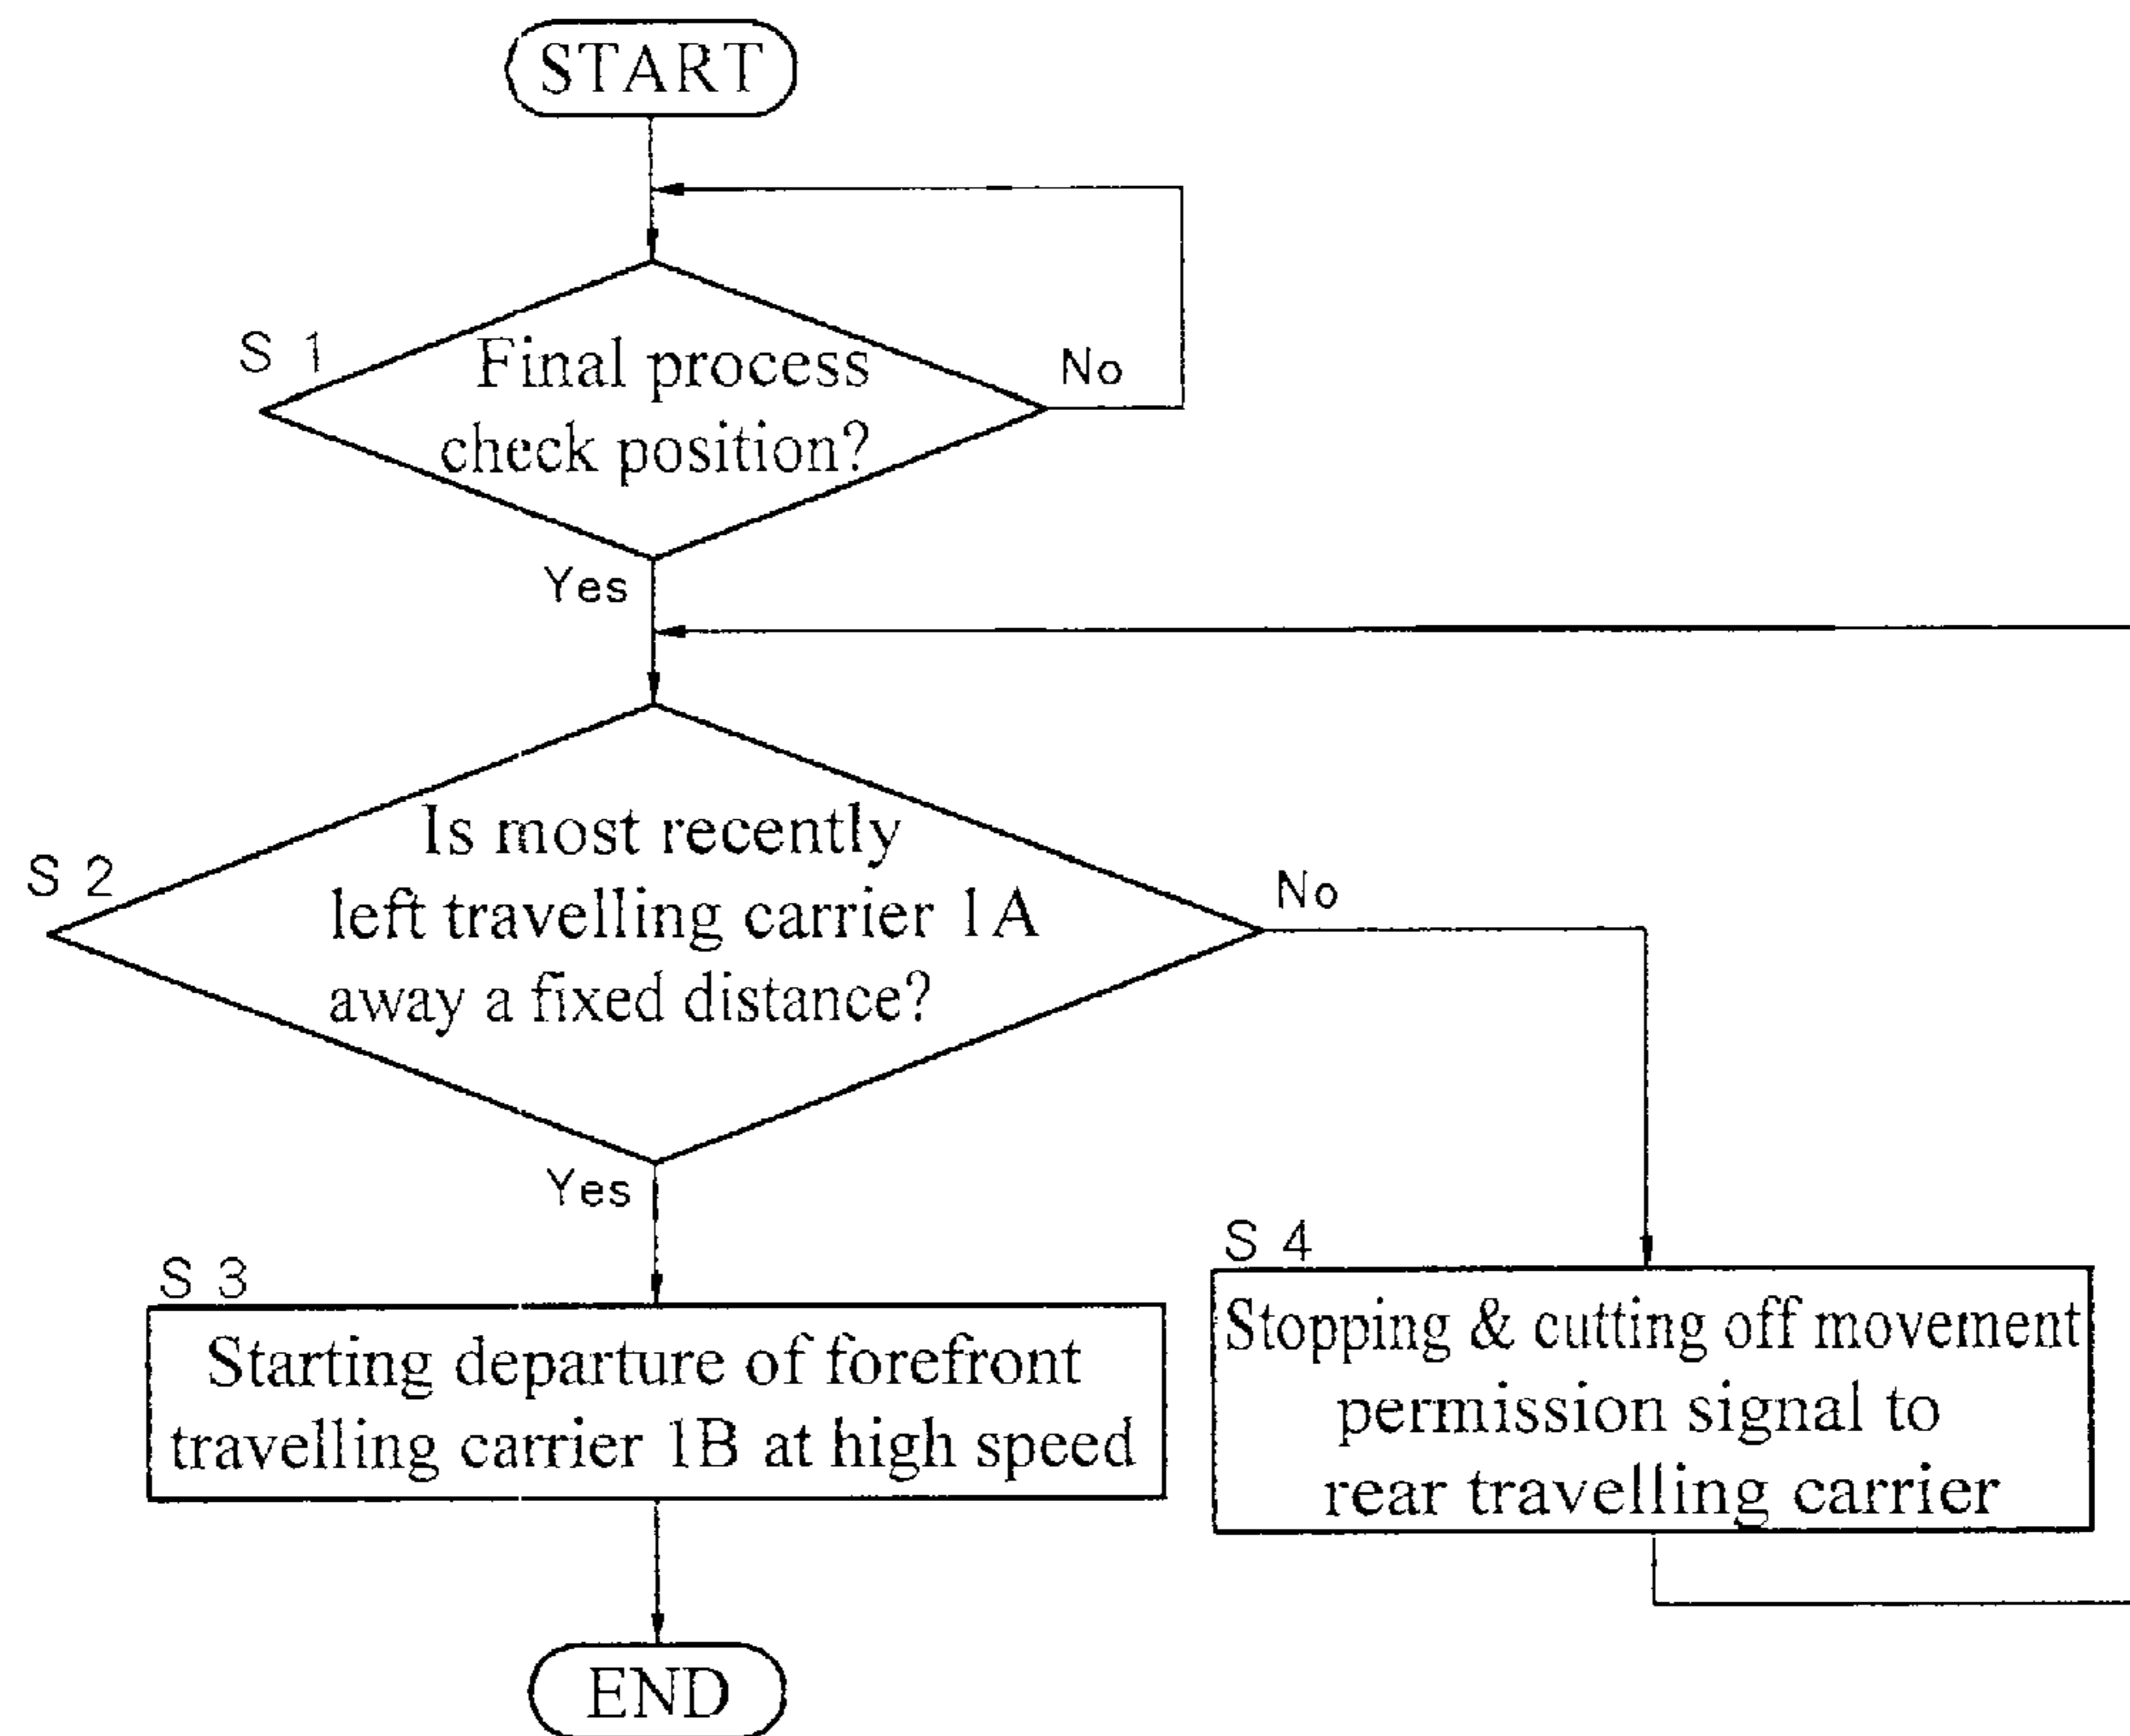 START
S 1
Final process
check position?
No
Yes
S 2
Is most recently
left travelling carrier 1A
away a fixed distance?
No
Yes
S 3
Starting departure of forefront
travelling carrier 1B at high speed
S 4
Stopping & cutting off movement
permission signal to
rear travelling carrier
END